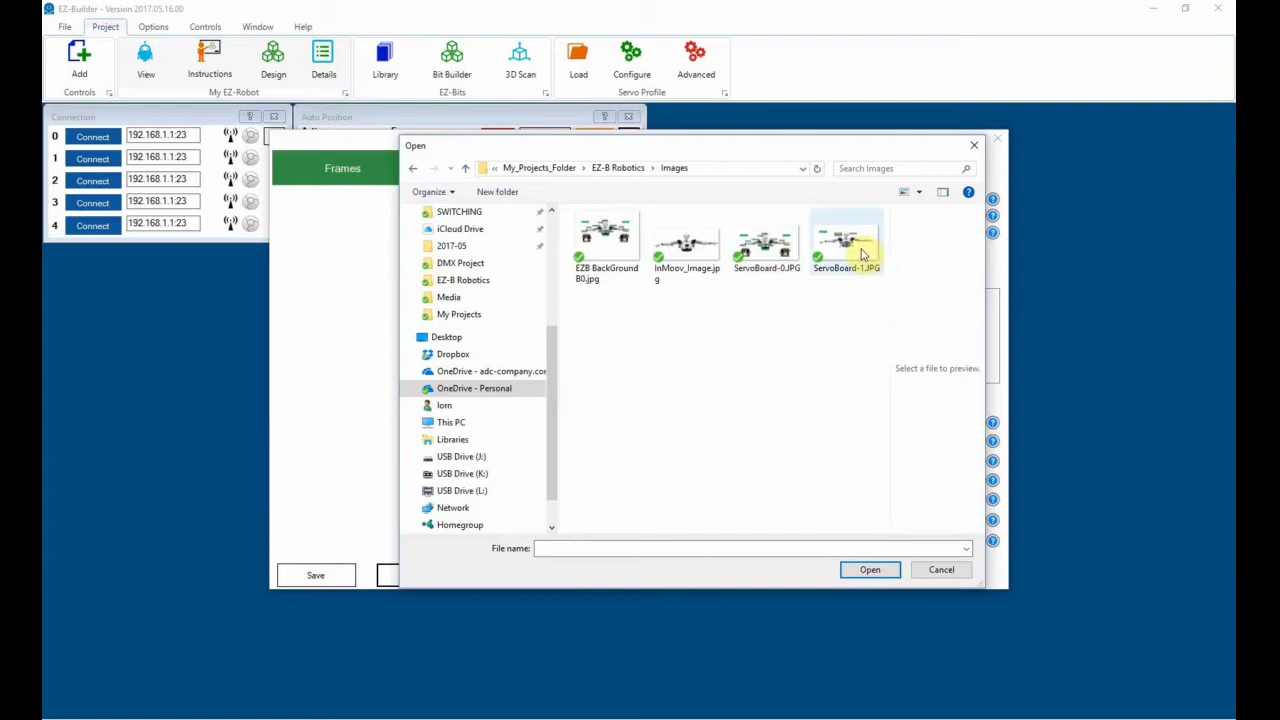 EZ-Builder - Version 2017.05.16.00
File Project Options Controls Window Help
Add View Instructions Design Details Library Bit Builder 3D Scan Load Configure Advanced
Controls My EZ-Robot EZ-Bits Servo Profile
Connection
Auto Position
0 Connect 192.168.1.1:23
1 Connect 192.168.1.1:23
2 Connect 192.168.1.1:23
3 Connect 192.168.1.1:23
4 Connect 192.168.1.1:23
Frames
Open
« My_Projects_Folder > EZ-B Robotics > Images
Search Images
Organize New folder
SWITCHING
iCloud Drive
2017-05
DMX Project
EZ-B Robotics
Media
My Projects
Desktop
Dropbox
OneDrive - adc-company.com
OneDrive - Personal
lorn
This PC
Libraries
USB Drive (J:)
USB Drive (K:)
USB Drive (L:)
Network
Homegroup
EZB BackGround
B0.jpg
InMoov_Image.jp
g
ServoBoard-0.JPG
ServoBoard-1.JPG
Select a file to preview.
File name:
Open Cancel
Save